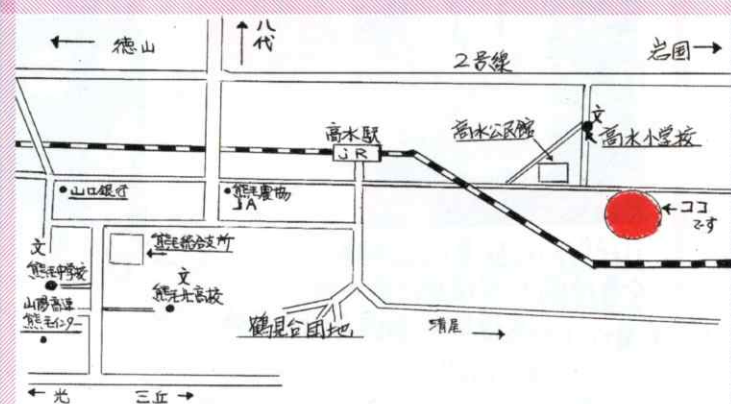 ← 徳山
↑ 八代
2号線
岩国 →
高水駅
JR
高水公民館
文
高水小学校
・山口銀行
・熊毛農協
JA
←ココ
です
熊毛総合支所
←
文
熊毛中学校
山陽高速
熊毛インター
文
熊毛北高校
鶴見台団地
清尾 →
← 光
三丘 →